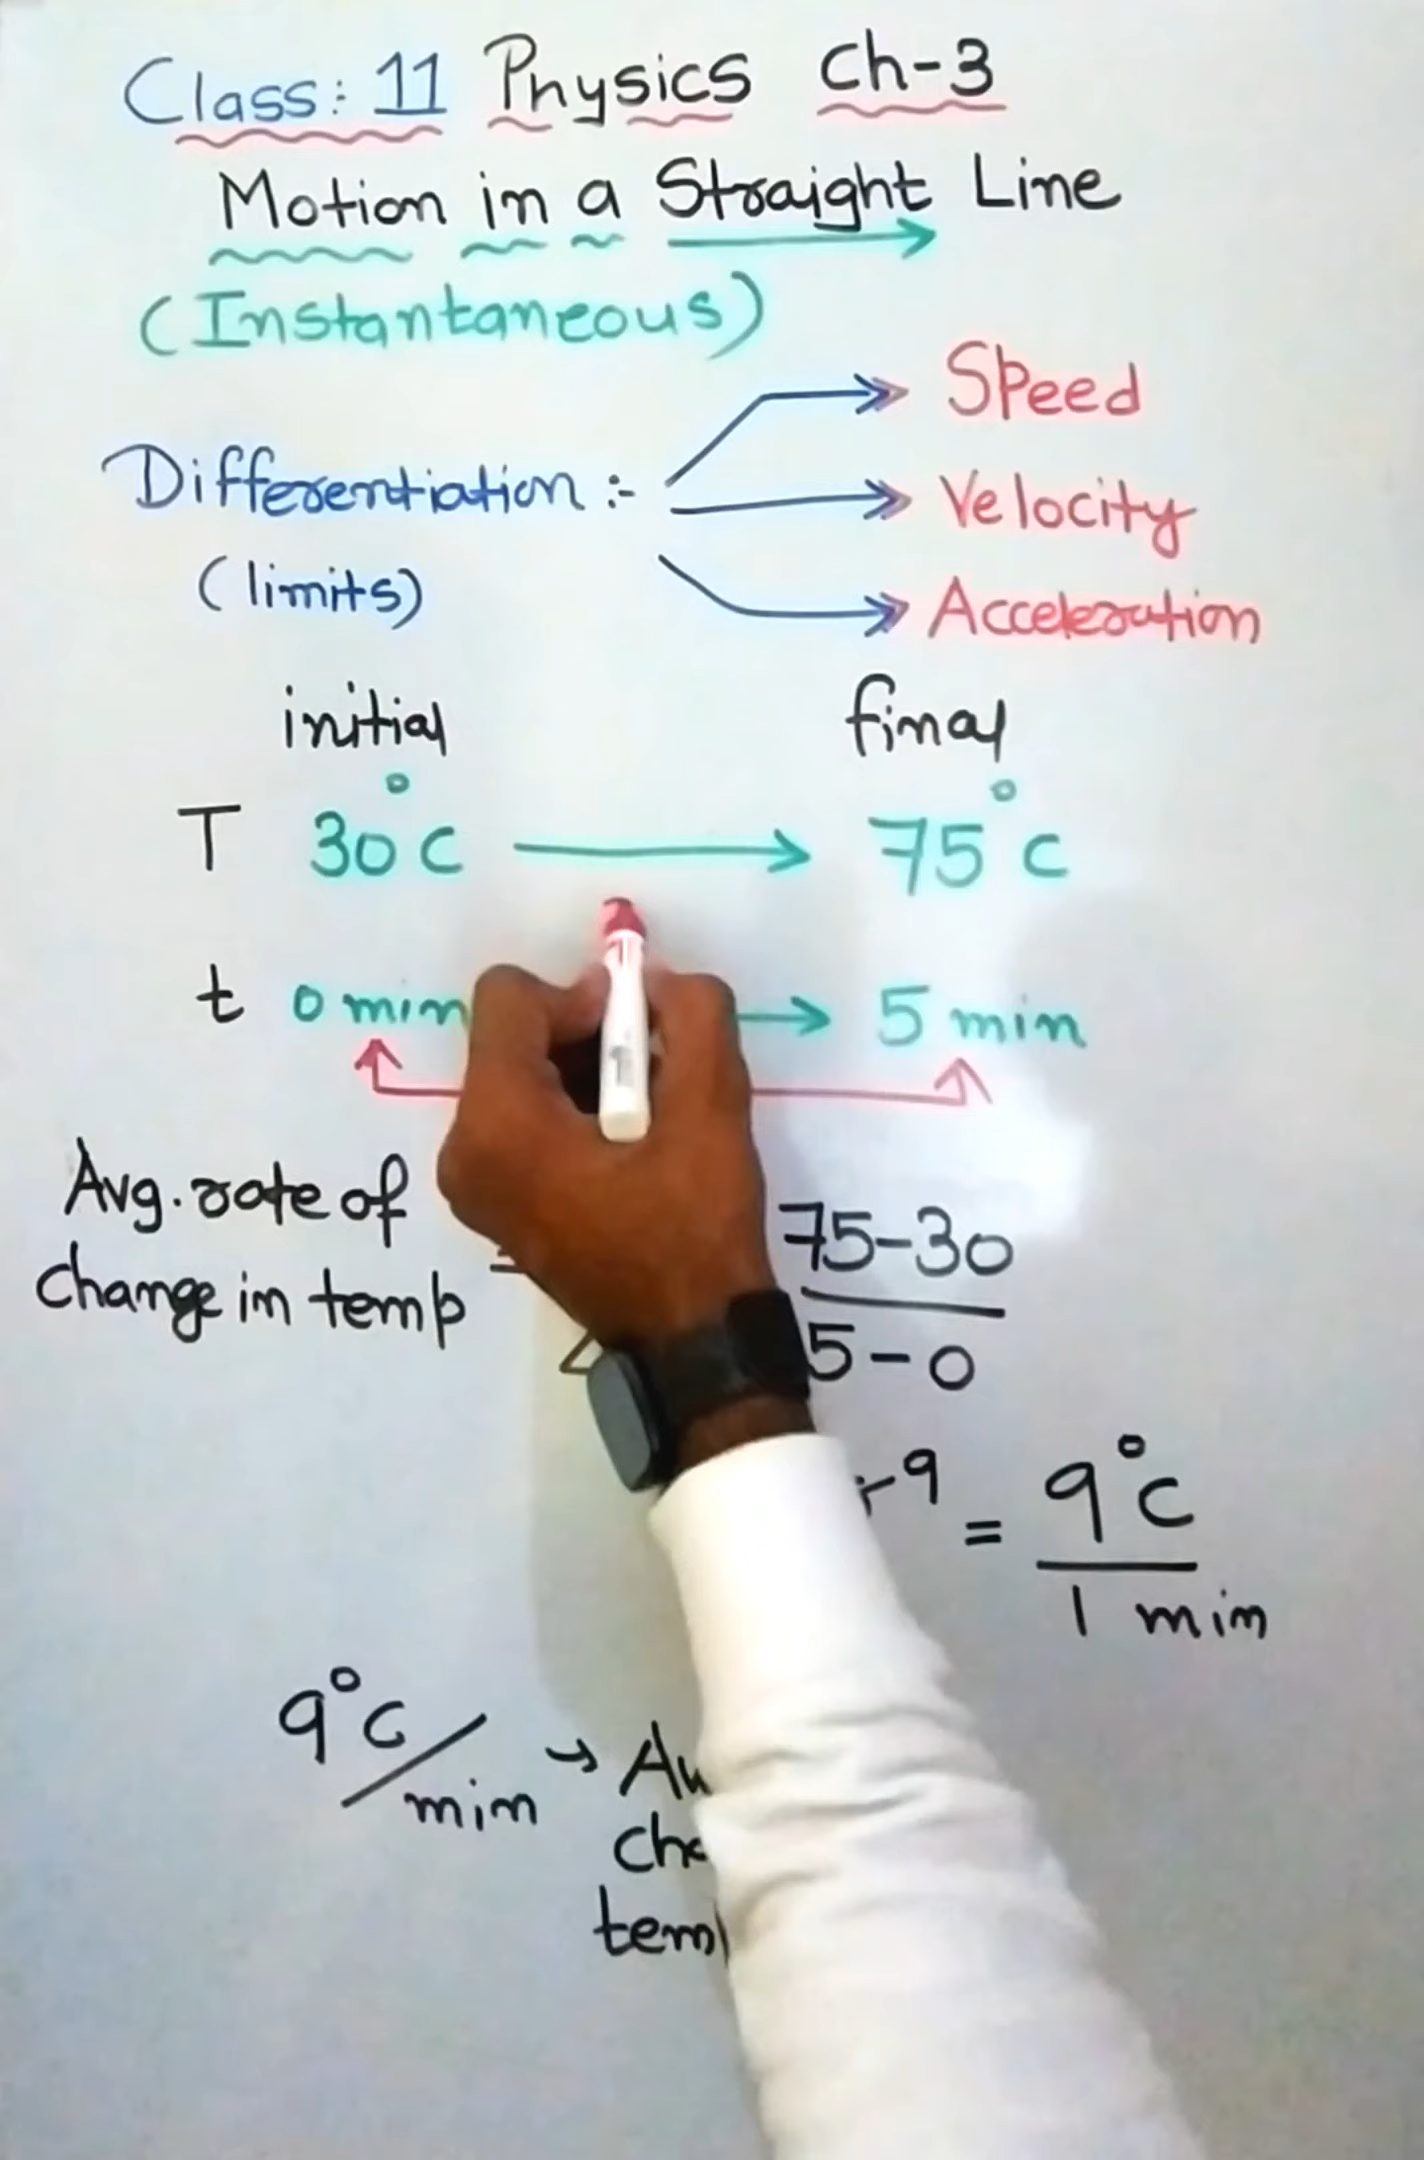 Class: 11 Physics Ch-3
Motion in a Straight Line
(Instantaneous)
Differentiation :-
(limits)
Speed
Velocity
Acceleration
initial final
T 30°C 75°C
t 0 min 5 min
Avg. rate of
change in temp
75-30
5-0
9 = 9°C
1 min
9°C/min →